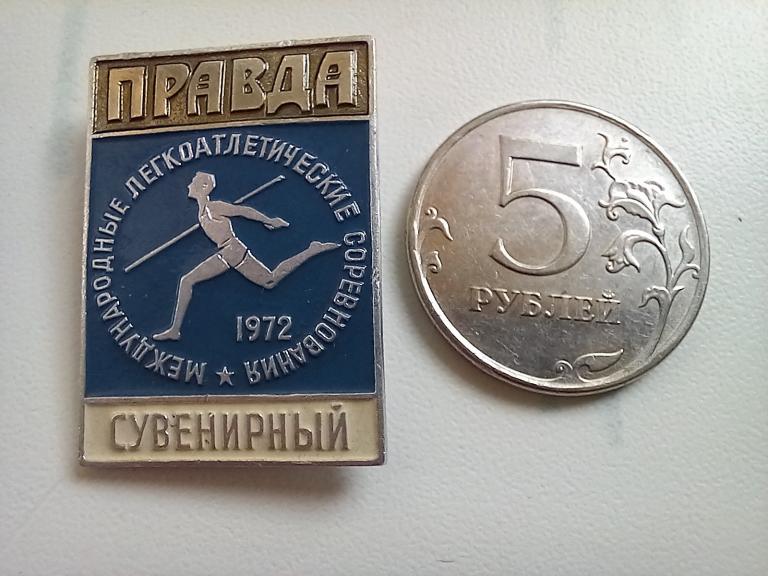 ПРАВДА
МЕЖДУНАРОДНЫЕ ЛЕГКОАТЛЕТИЧЕСКИЕ СОРЕВНОВАНИЯ ★
1972
СУВЕНИРНЫЙ
5
РУБЛЕЙ